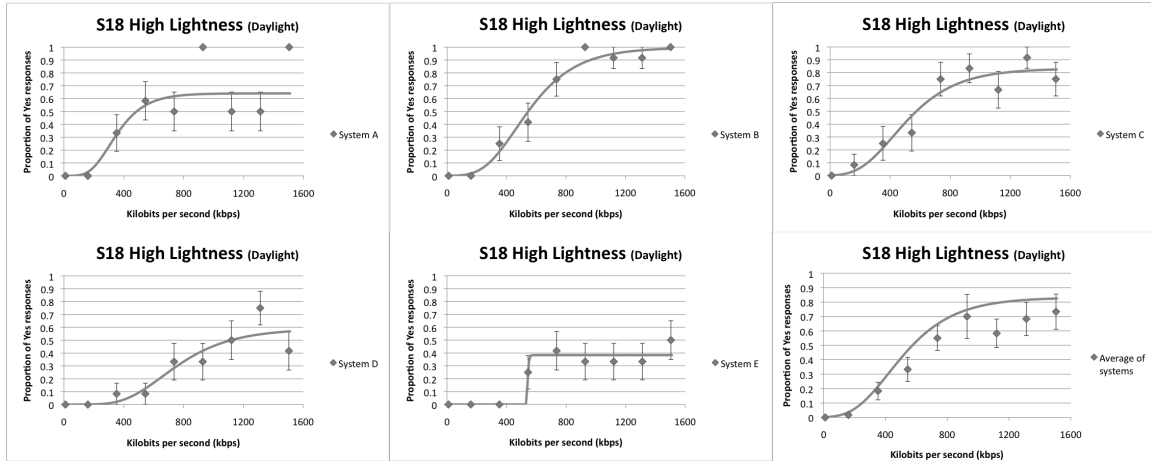 S18 High Lightness (Daylight)
Proportion of Yes responses
1
0.9
0.8
0.7
0.6
0.5
0.4
0.3
0.2
0.1
0
0 400 800 1200 1600
Kilobits per second (kbps)
System A
S18 High Lightness (Daylight)
Proportion of Yes responses
1
0.9
0.8
0.7
0.6
0.5
0.4
0.3
0.2
0.1
0
0 400 800 1200 1600
Kilobits per second (kbps)
System B
S18 High Lightness (Daylight)
Proportion of Yes responses
1
0.9
0.8
0.7
0.6
0.5
0.4
0.3
0.2
0.1
0
0 400 800 1200 1600
Kilobits per second (kbps)
System C
S18 High Lightness (Daylight)
Proportion of Yes responses
1
0.9
0.8
0.7
0.6
0.5
0.4
0.3
0.2
0.1
0
0 400 800 1200 1600
Kilobits per second (kbps)
System D
S18 High Lightness (Daylight)
Proportion of Yes responses
1
0.9
0.8
0.7
0.6
0.5
0.4
0.3
0.2
0.1
0
0 400 800 1200 1600
Kilobits per second (kbps)
System E
S18 High Lightness (Daylight)
Proportion of Yes responses
1
0.9
0.8
0.7
0.6
0.5
0.4
0.3
0.2
0.1
0
0 400 800 1200 1600
Kilobits per second (kbps)
Average of
systems